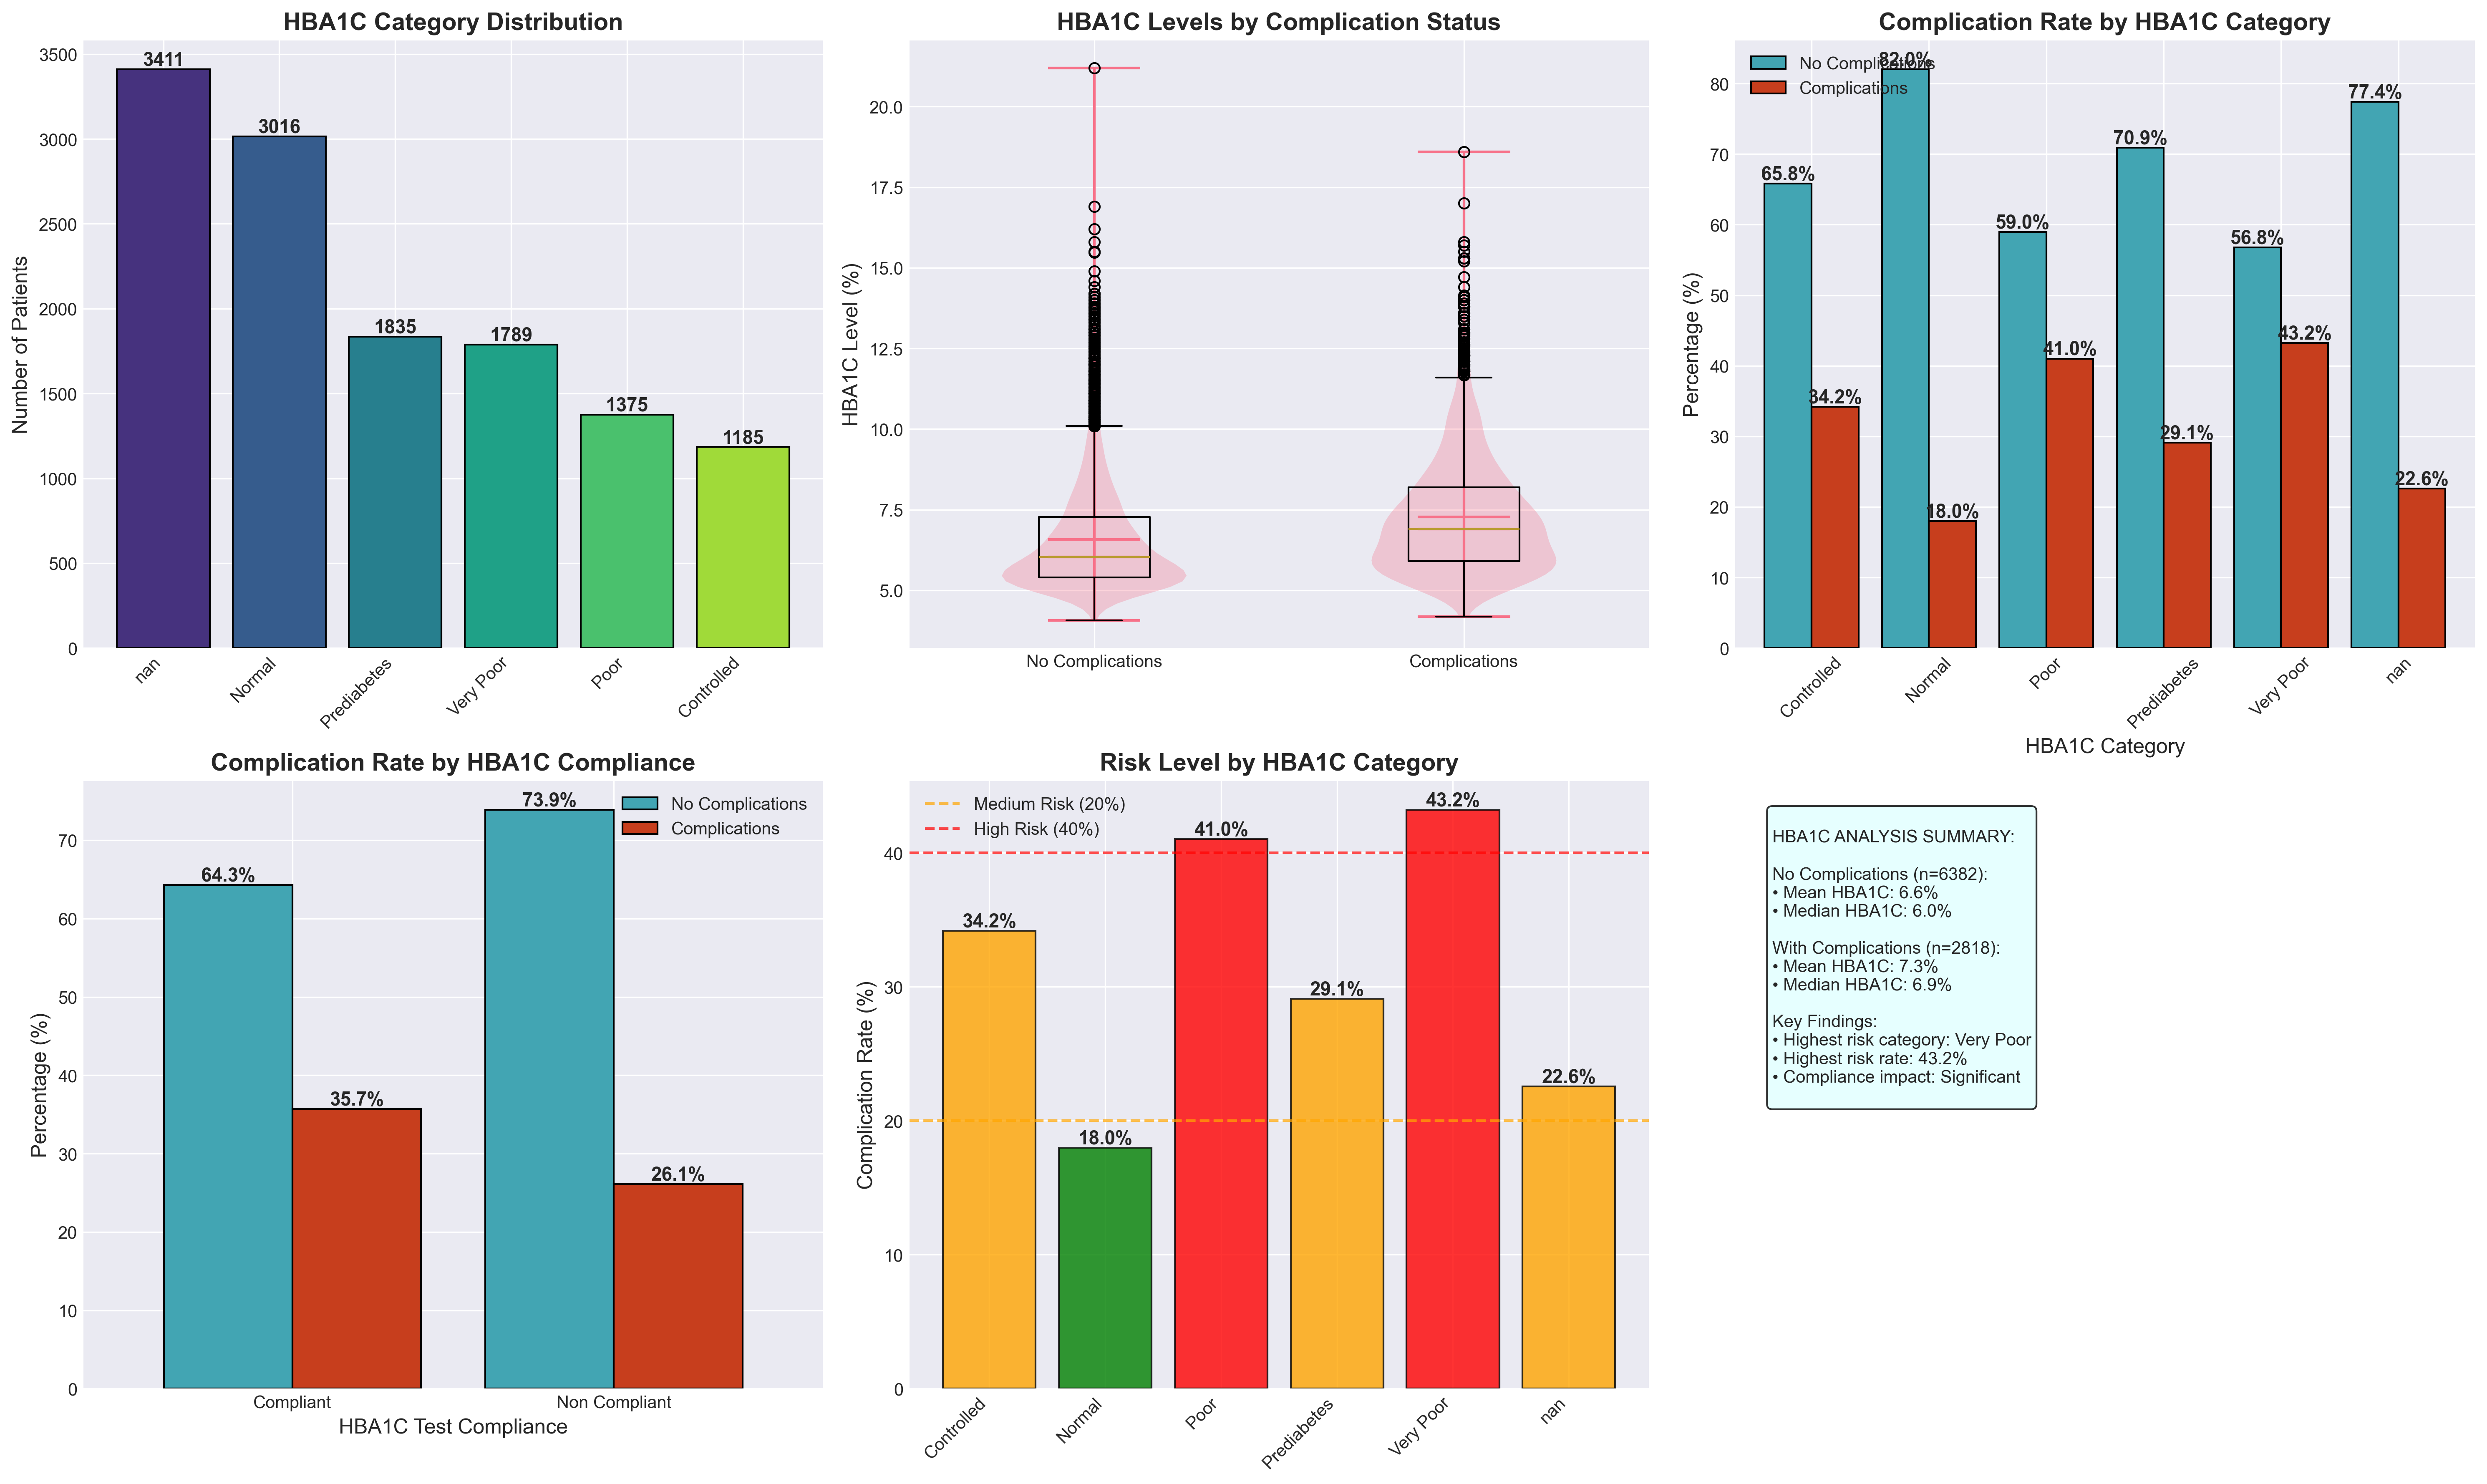 HBA1C Category Distribution
Number of Patients
3500
3000
2500
2000
1500
1000
500
0
3411
3016
1835
1789
1375
1185
nan
Normal
Prediabetes
Very Poor
Poor
Controlled
HBA1C Levels by Complication Status
HBA1C Level (%)
20.0
17.5
15.0
12.5
10.0
7.5
5.0
No Complications
Complications
Complication Rate by HBA1C Category
No Complications
Complications
Percentage (%)
80
70
60
50
40
30
20
10
0
65.8%
34.2%
82.0%
18.0%
59.0%
41.0%
70.9%
29.1%
56.8%
43.2%
77.4%
22.6%
Controlled
Normal
Poor
Prediabetes
Very Poor
nan
HBA1C Category
Complication Rate by HBA1C Compliance
No Complications
Complications
Percentage (%)
70
60
50
40
30
20
10
0
64.3%
35.7%
73.9%
26.1%
Compliant
Non Compliant
HBA1C Test Compliance
Risk Level by HBA1C Category
Medium Risk (20%)
High Risk (40%)
Complication Rate (%)
40
30
20
10
0
34.2%
18.0%
41.0%
29.1%
43.2%
22.6%
Controlled
Normal
Poor
Prediabetes
Very Poor
nan
HBA1C ANALYSIS SUMMARY:
No Complications (n=6382):
• Mean HBA1C: 6.6%
• Median HBA1C: 6.0%
With Complications (n=2818):
• Mean HBA1C: 7.3%
• Median HBA1C: 6.9%
Key Findings:
• Highest risk category: Very Poor
• Highest risk rate: 43.2%
• Compliance impact: Significant